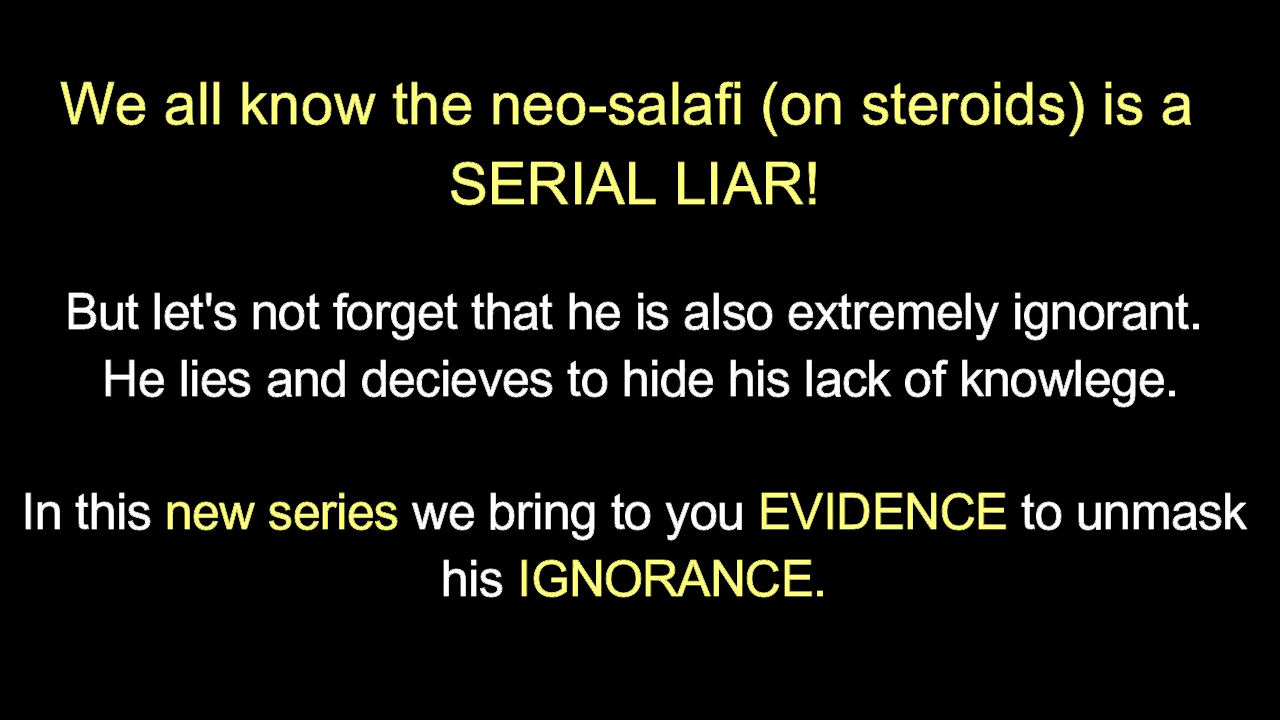 We all know the neo-salafi (on steroids) is a
SERIAL LIAR!
But let's not forget that he is also extremely ignorant.
He lies and decieves to hide his lack of knowlege.
In this new series we bring to you EVIDENCE to unmask
his IGNORANCE.